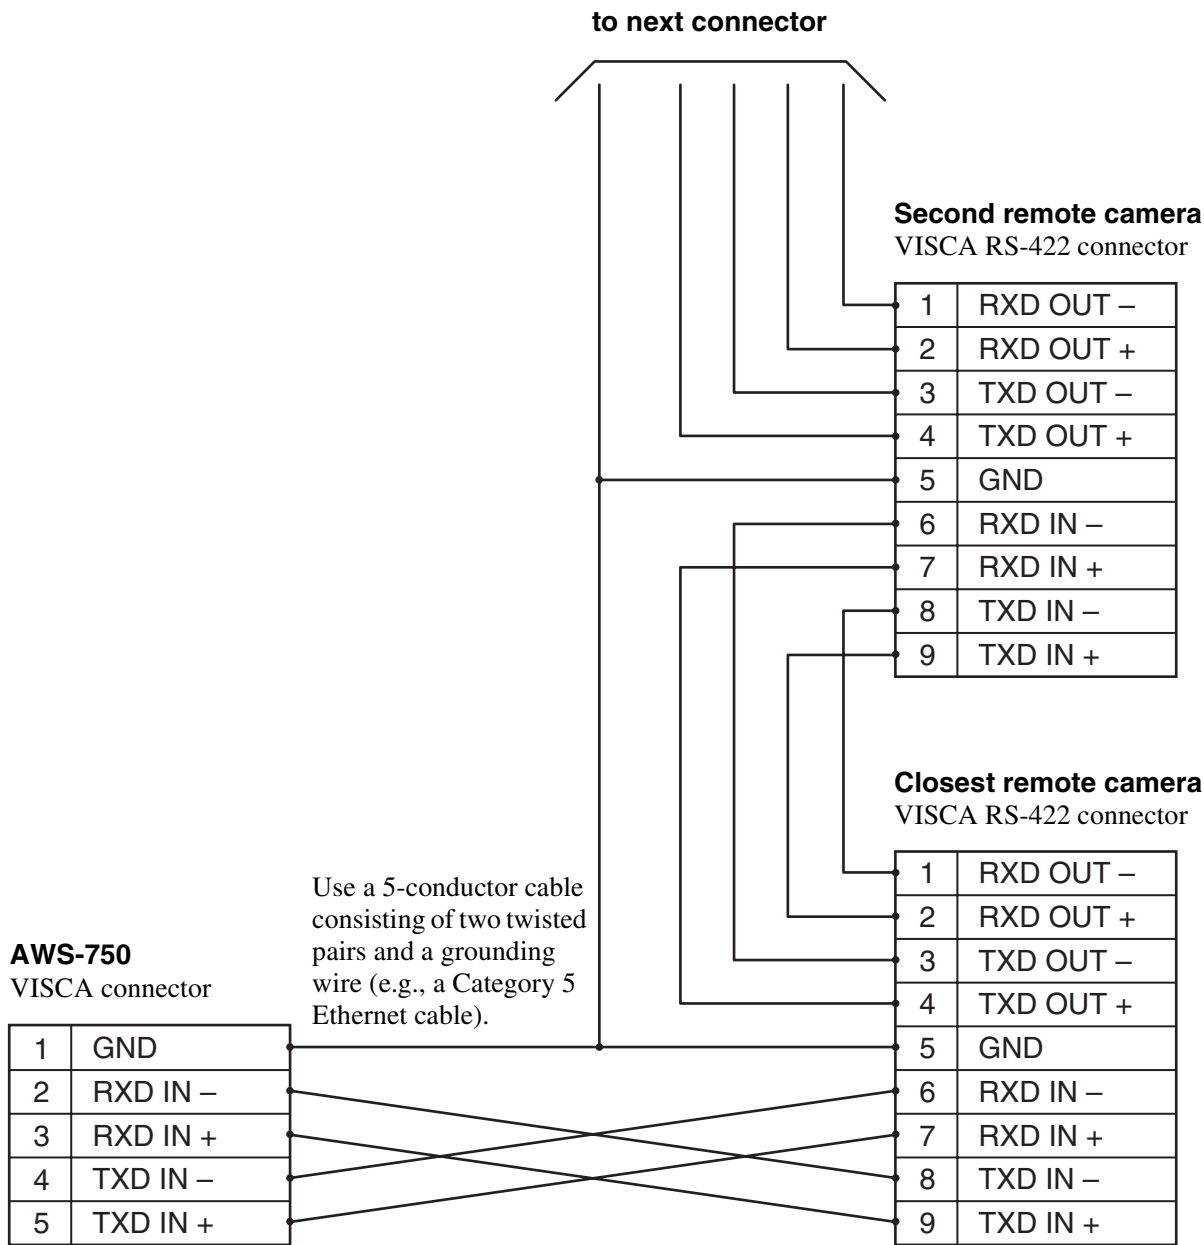 to next connector
Second remote camera
VISCA RS-422 connector
1 RXD OUT –
2 RXD OUT +
3 TXD OUT –
4 TXD OUT +
5 GND
6 RXD IN –
7 RXD IN +
8 TXD IN –
9 TXD IN +
Closest remote camera
VISCA RS-422 connector
1 RXD OUT –
2 RXD OUT +
3 TXD OUT –
4 TXD OUT +
5 GND
6 RXD IN –
7 RXD IN +
8 TXD IN –
9 TXD IN +
Use a 5-conductor cable
consisting of two twisted
pairs and a grounding
wire (e.g., a Category 5
Ethernet cable).
AWS-750
VISCA connector
1 GND
2 RXD IN –
3 RXD IN +
4 TXD IN –
5 TXD IN +